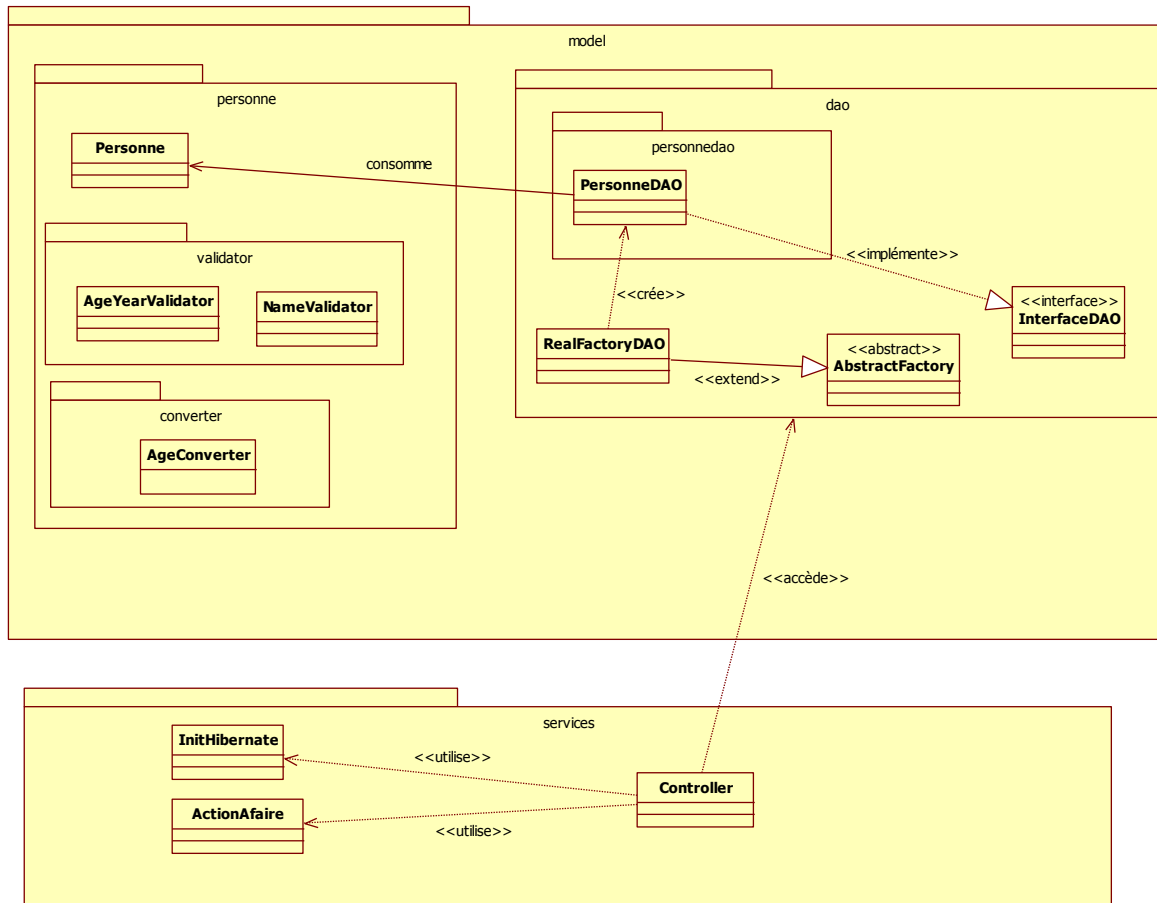 model
personne
Personne
validator
AgeYearValidator
NameValidator
converter
AgeConverter
consomme
dao
personnedao
PersonneDAO
<<implémente>>
<<crée>>
<<interface>>
InterfaceDAO
RealFactoryDAO
<<extend>>
<<abstract>>
AbstractFactory
<<accède>>
services
InitHibernate
<<utilise>>
Controller
ActionAfaire
<<utilise>>